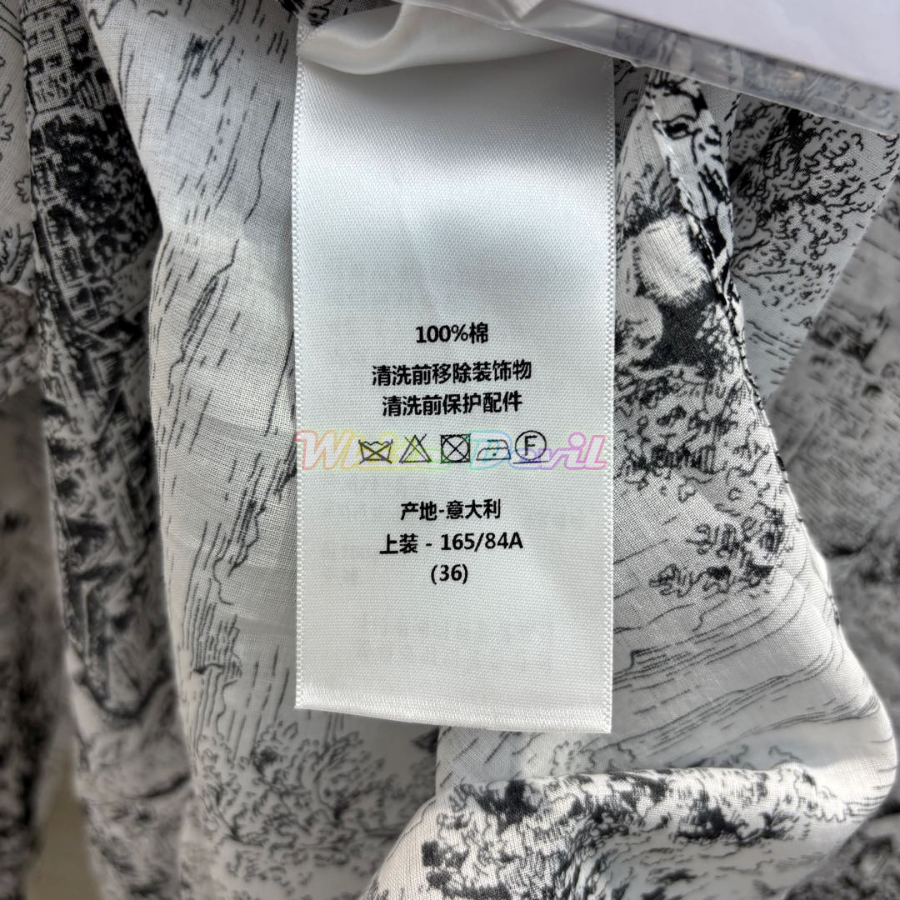 100%棉
清洗前移除装饰物
清洗前保护配件
F
产地-意大利
上装 - 165/84A
(36)